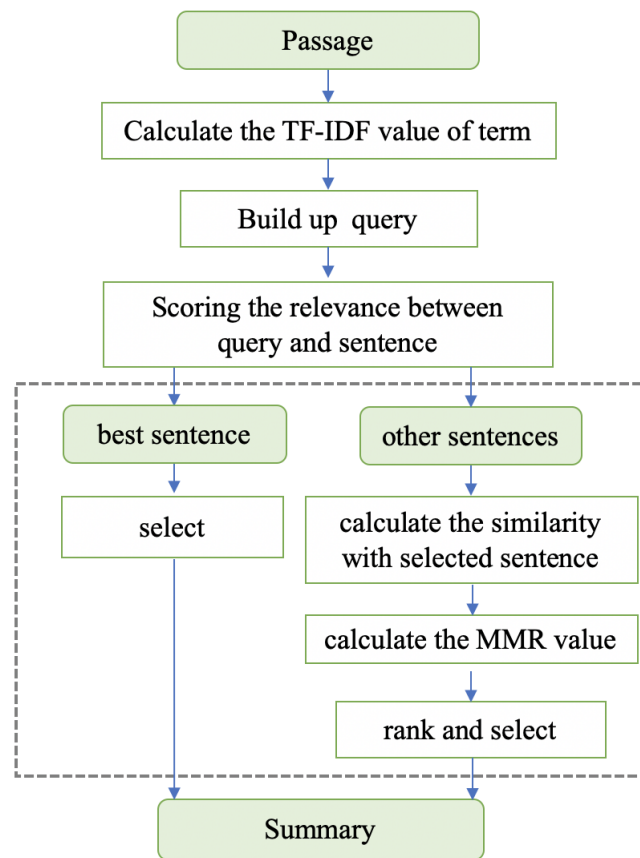 Passage
Calculate the TF-IDF value of term
Build up query
Scoring the relevance between
query and sentence
best sentence
select
other sentences
calculate the similarity
with selected sentence
calculate the MMR value
rank and select
Summary